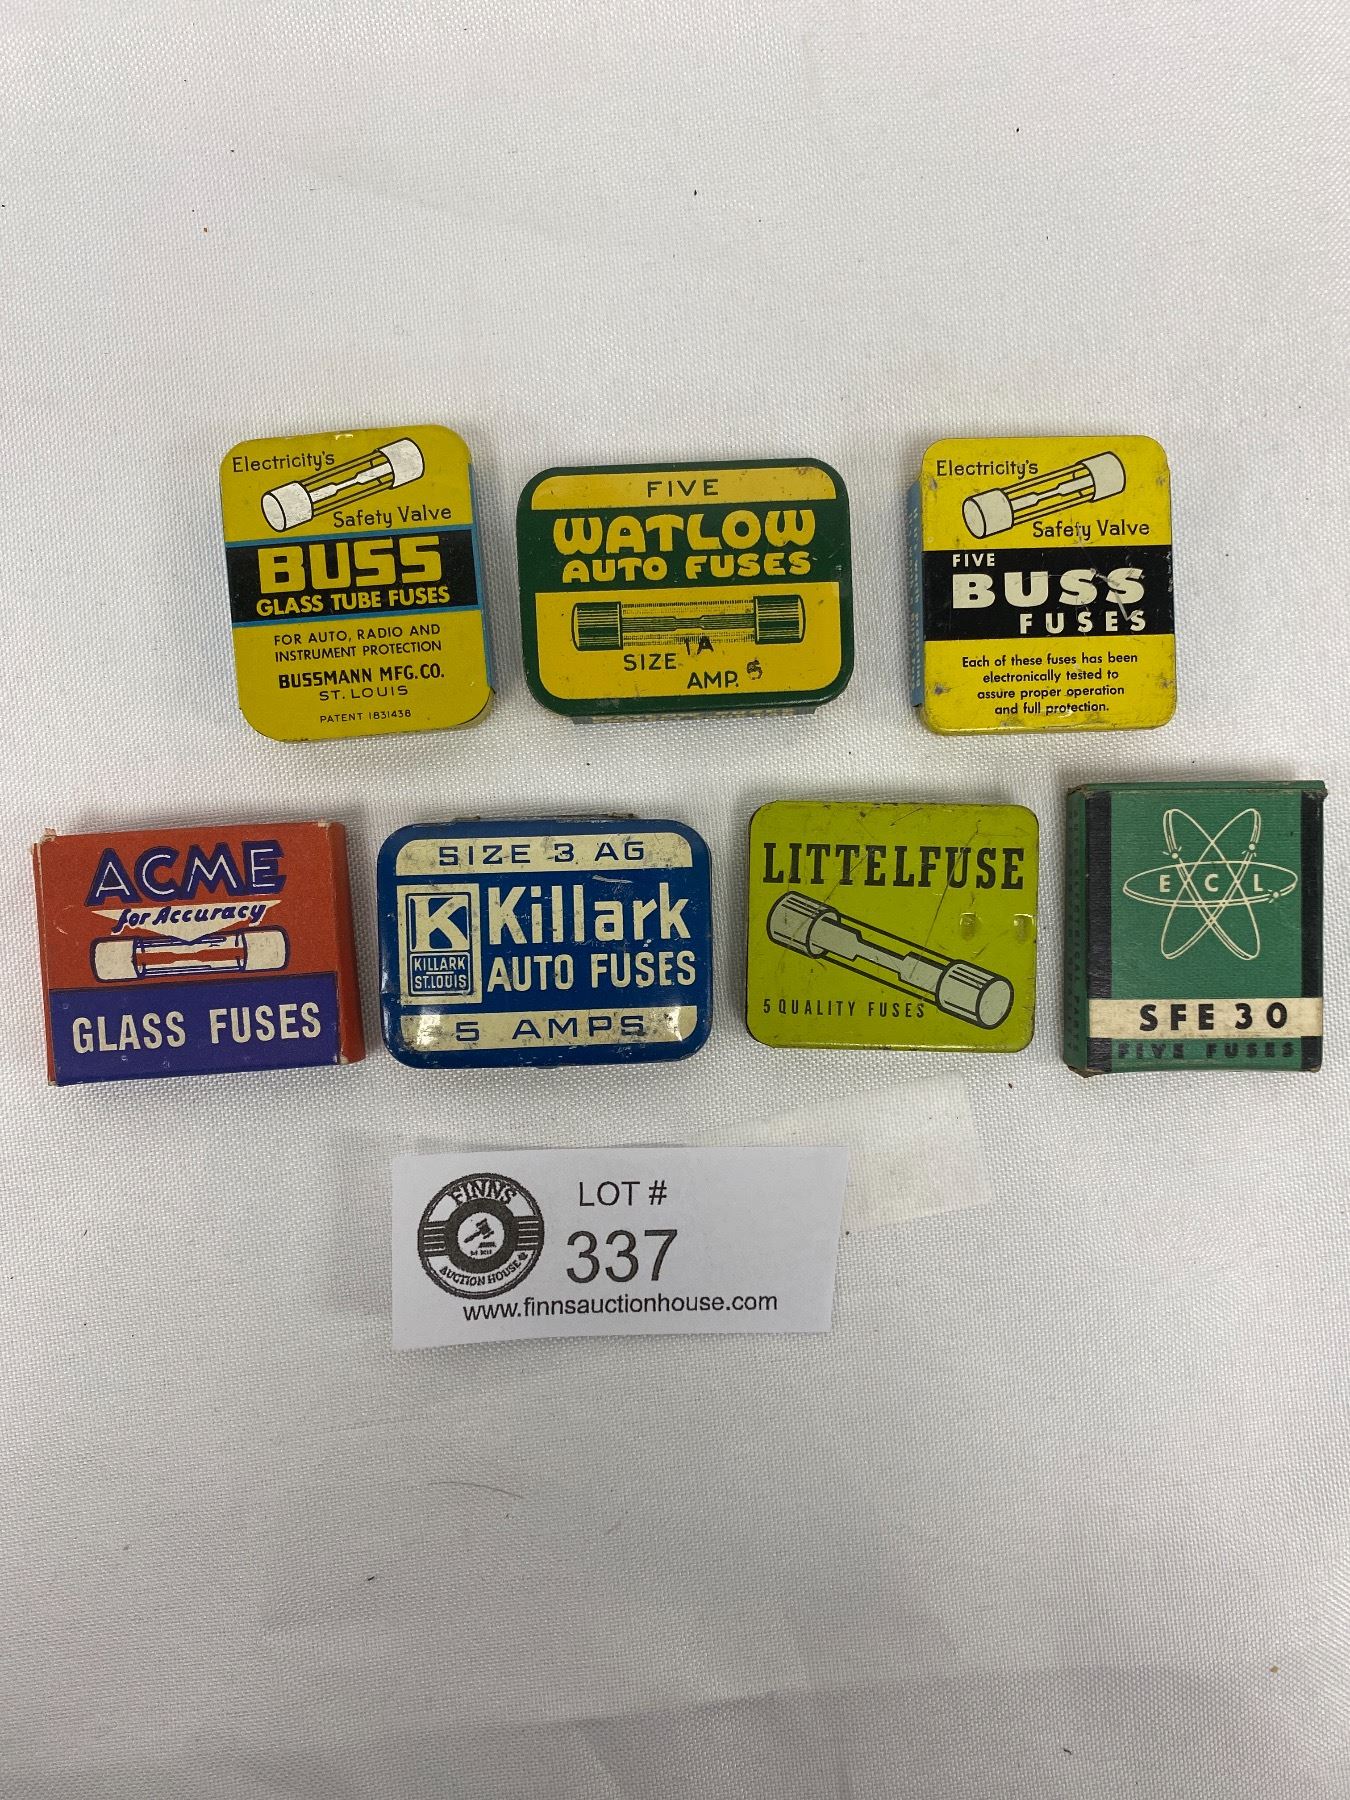 Electricity's
Safety Valve
BUSS
GLASS TUBE FUSES
FOR AUTO, RADIO AND
INSTRUMENT PROTECTION
BUSSMANN MFG. CO.
ST. LOUIS
PATENT 1831438
FIVE
WATLOW
AUTO FUSES
SIZE 1A
AMP. 5
Electricity's
Safety Valve
FIVE
BUSS
FUSES
Each of these fuses has been
electronically tested to
assure proper operation
and full protection.
ACME
for Accuracy
GLASS FUSES
SIZE 3 AG
K
KILLARK
ST. LOUIS
Killark
AUTO FUSES
5 AMPS
LITTELFUSE
5 QUALITY FUSES
E C L
SFE 30
FIVE FUSES
FINNS
AUCTION HOUSE
LOT #
337
www.finnsauctionhouse.com